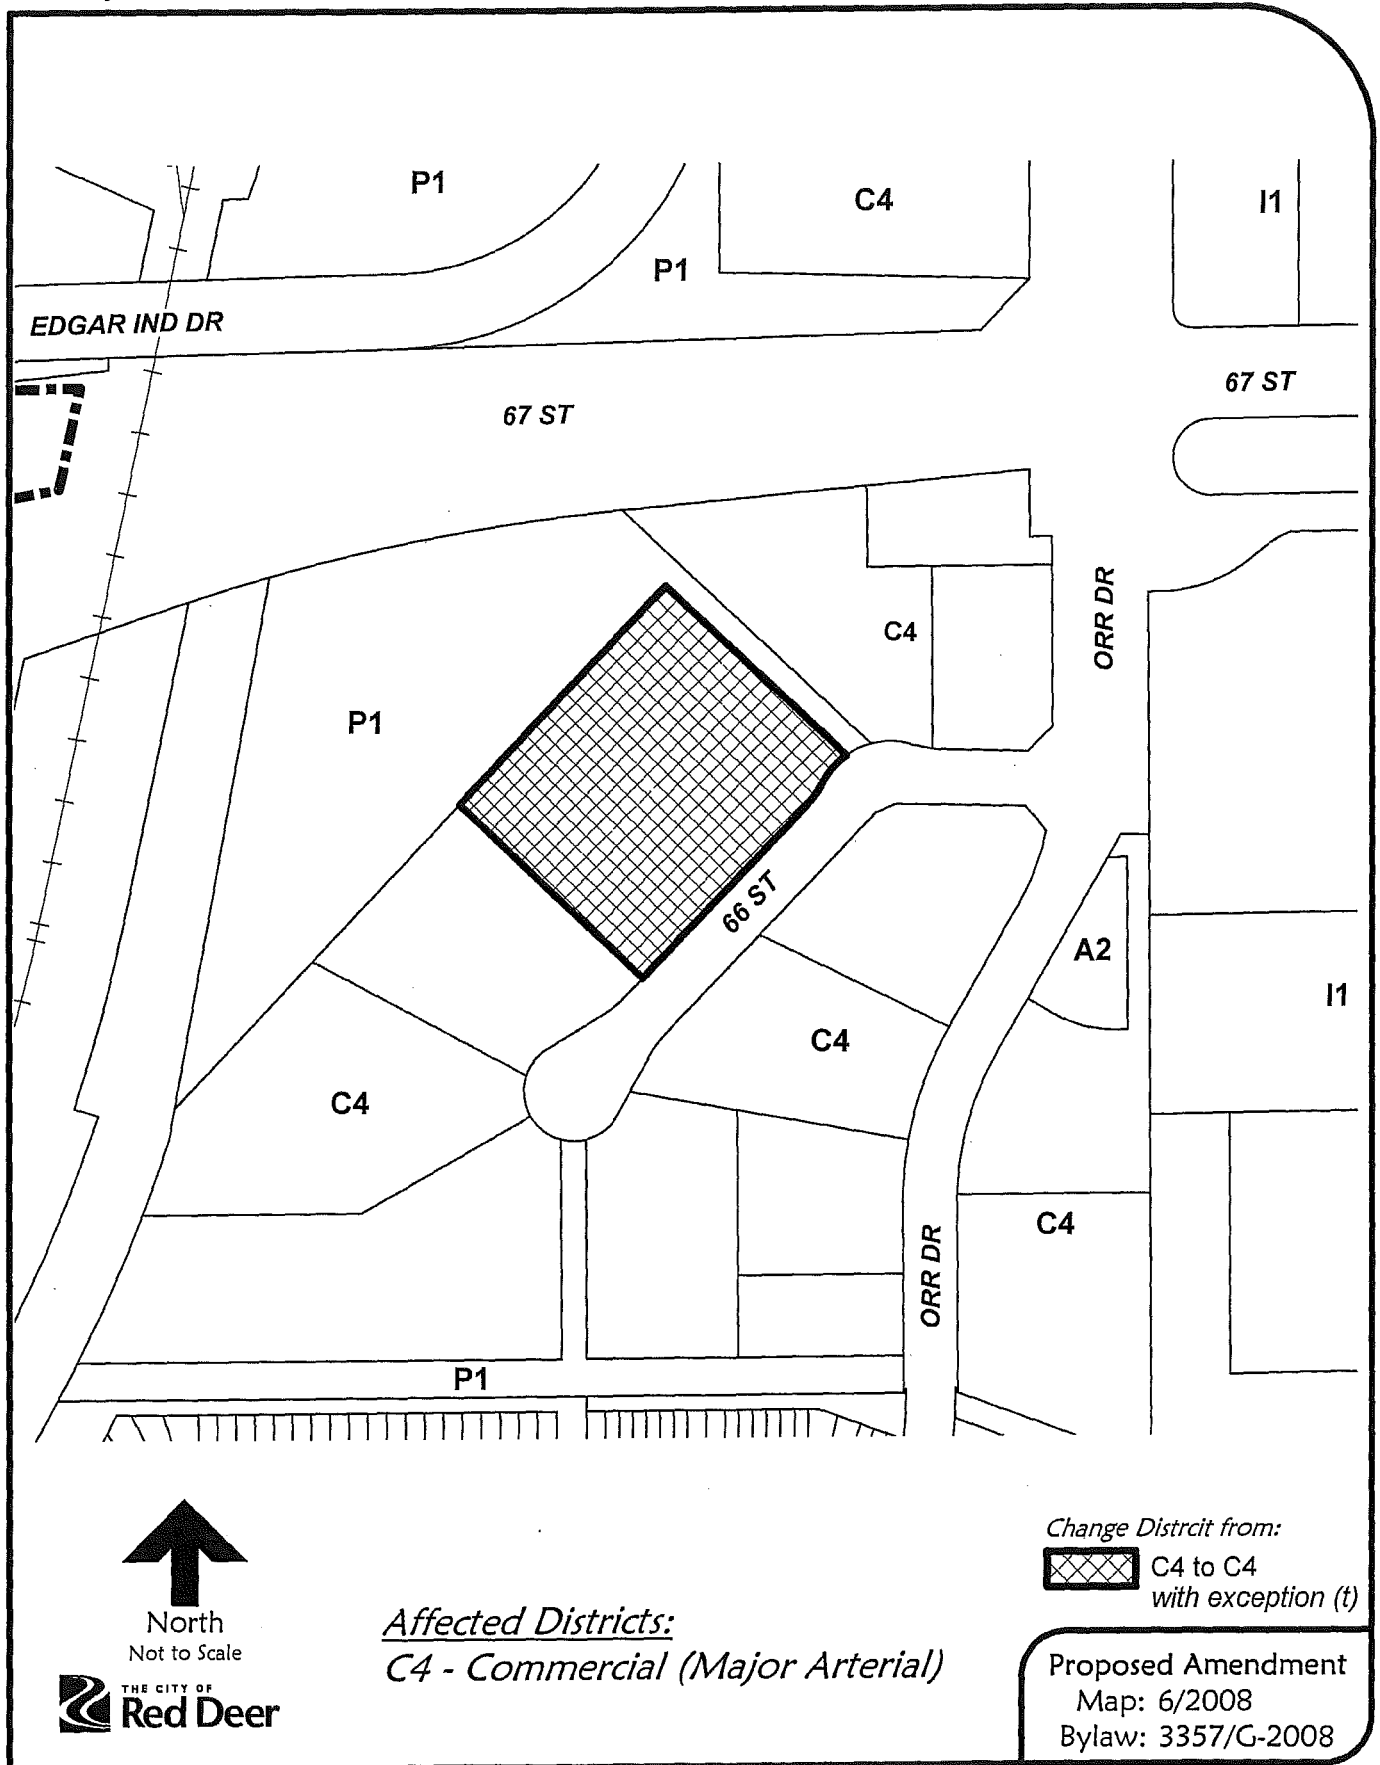 P1
C4
I1
P1
EDGAR IND DR
67 ST
67 ST
ORR DR
C4
P1
66 ST
A2
I1
C4
C4
C4
ORR DR
P1
North
Not to Scale
THE CITY OF
Red Deer
Affected Districts:
C4 - Commercial (Major Arterial)
Change Distrcit from:
C4 to C4
with exception (t)
Proposed Amendment
Map: 6/2008
Bylaw: 3357/G-2008